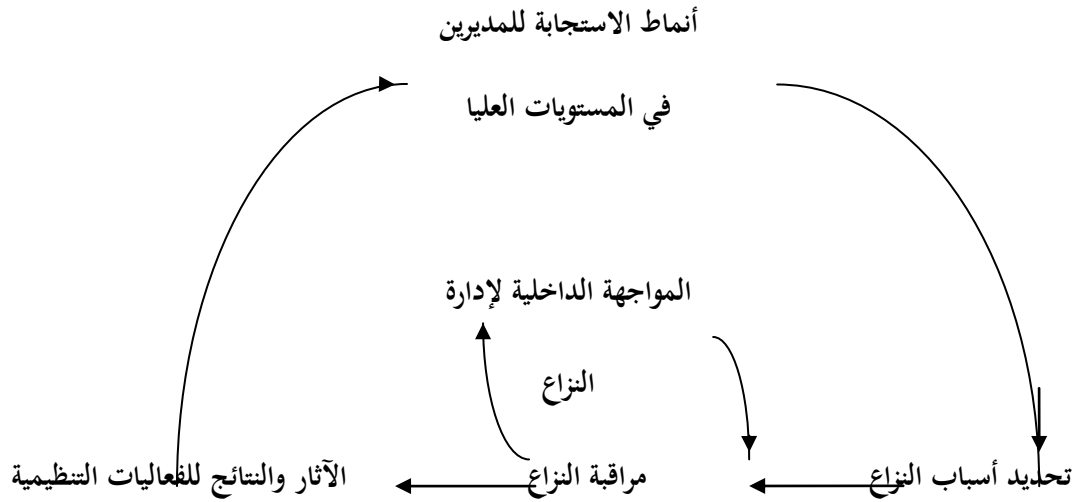 أنماط الاستجابة للمديرين
في المستويات العليا
المواجهة الداخلية لإدارة
النزاع
تحديد أسباب النزاع
مراقبة النزاع
الآثار والنتائج للفعاليات التنظيمية